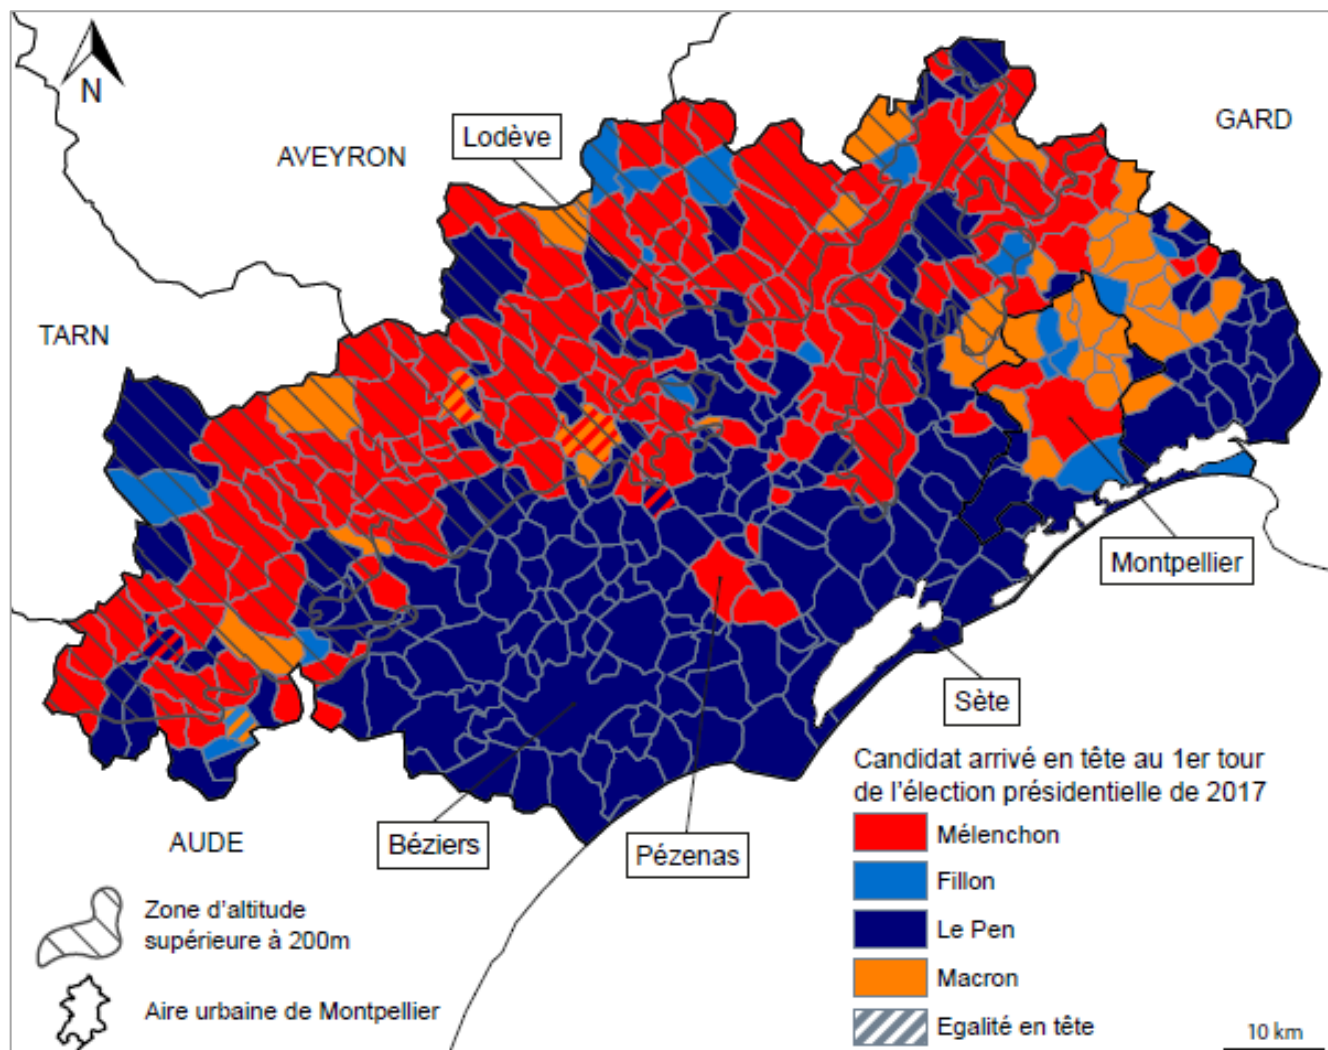 N
GARD
Lodève
AVEYRON
TARN
Montpellier
Sète
Candidat arrivé en tête au 1er tour
de l'élection présidentielle de 2017
Béziers
Pézenas
AUDE
Mélenchon
Fillon
Le Pen
Macron
Egalité en tête
Zone d'altitude
supérieure à 200m
Aire urbaine de Montpellier
10 km